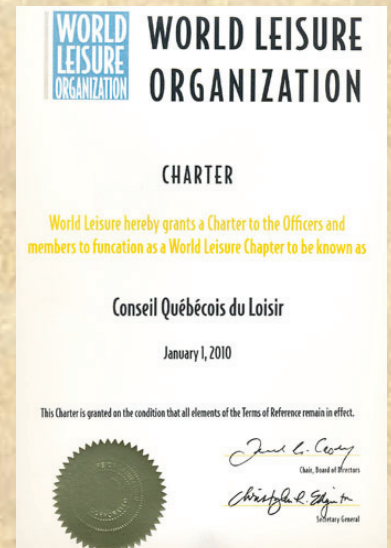 WORLD
LEISURE
ORGANIZATION
WORLD LEISURE
ORGANIZATION
CHARTER
World Leisure hereby grants a Charter to the Officers and
members to funcation as a World Leisure Chapter to be known as
Conseil Québécois du Loisir
January 1, 2010
This Charter is granted on the condition that all elements of the Terms of Reference remain in effect.
Chair, Board of Directors
Christopher R. Edginton
Secretary General